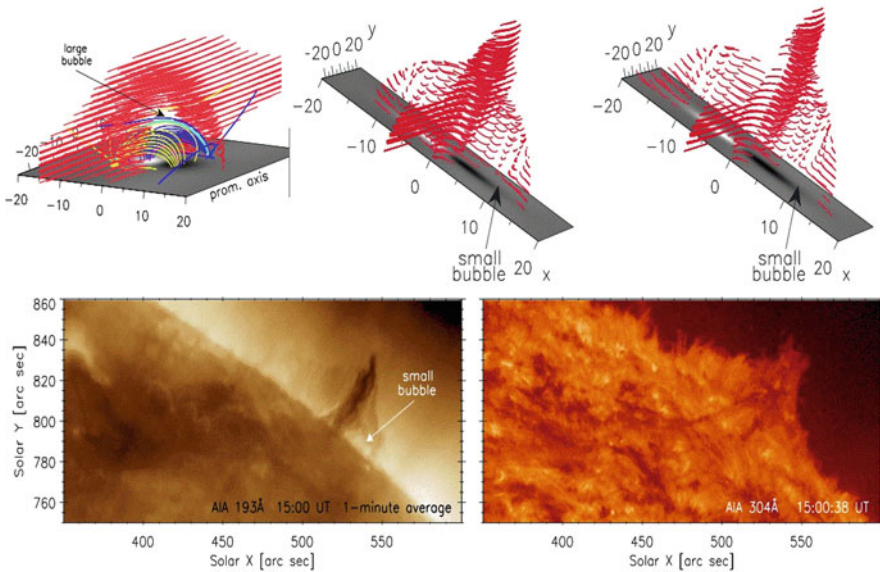 large
bubble
-20
-10
0
10
20
-20
0
20
prom. axis
-20
0
20
y
-20
-10
0
10
20
x
small
bubble
-20
0
20
y
-20
-10
0
10
20
x
small
bubble
860
840
820
800
780
760
Solar Y [arc sec]
small
bubble
AIA 193Å 15:00 UT 1-minute average
400
450
500
550
Solar X [arc sec]
AIA 304Å 15:00:38 UT
400
450
500
550
Solar X [arc sec]